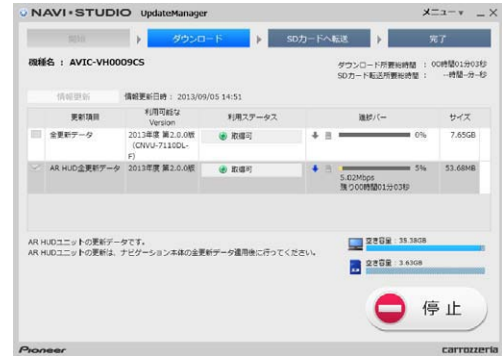 NAVI•STUDIO UpdateManager メニュー
開始 ダウンロード SDカードへ転送 完了
機種名 : AVIC-VH0009CS
ダウンロード所要総時間 : 00時間01分03秒
SDカード転送所要総時間 : --時間-分-秒
情報更新 情報更新日時 : 2013/09/05 14:51
更新項目 利用可能な Version 利用ステータス 進捗バー サイズ
全更新データ 2013年度 第2.0.0版 (CNVU-7110DL-F) 取得可 0% 7.65GB
AR HUD全更新データ 2013年度 第2.0.0版 取得可 5% 53.68MB
5.02Mbps
残り00時間01分03秒
AR HUDユニットの更新データです。
AR HUDユニットの更新は、ナビゲーション本体の全更新データ適用後に行ってください。
空き容量 : 39.38GB
空き容量 : 3.63GB
停止
Pioneer carrozzeria